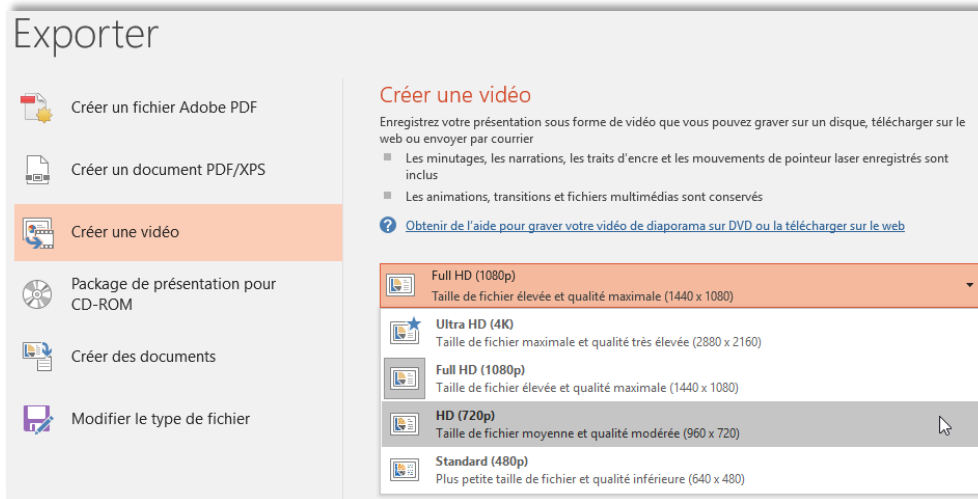 Exporter
Créer un fichier Adobe PDF
Créer un document PDF/XPS
Créer une vidéo
Package de présentation pour
CD-ROM
Créer des documents
Modifier le type de fichier
Créer une vidéo
Enregistrez votre présentation sous forme de vidéo que vous pouvez graver sur un disque, télécharger sur le
web ou envoyer par courrier
Les minutages, les narrations, les traits d'encre et les mouvements de pointeur laser enregistrés sont
inclus
Les animations, transitions et fichiers multimédias sont conservés
Obtenir de l'aide pour graver votre vidéo de diaporama sur DVD ou la télécharger sur le web
Full HD (1080p)
Taille de fichier élevée et qualité maximale (1440 x 1080)
Ultra HD (4K)
Taille de fichier maximale et qualité très élevée (2880 x 2160)
Full HD (1080p)
Taille de fichier élevée et qualité maximale (1440 x 1080)
HD (720p)
Taille de fichier moyenne et qualité modérée (960 x 720)
Standard (480p)
Plus petite taille de fichier et qualité inférieure (640 x 480)